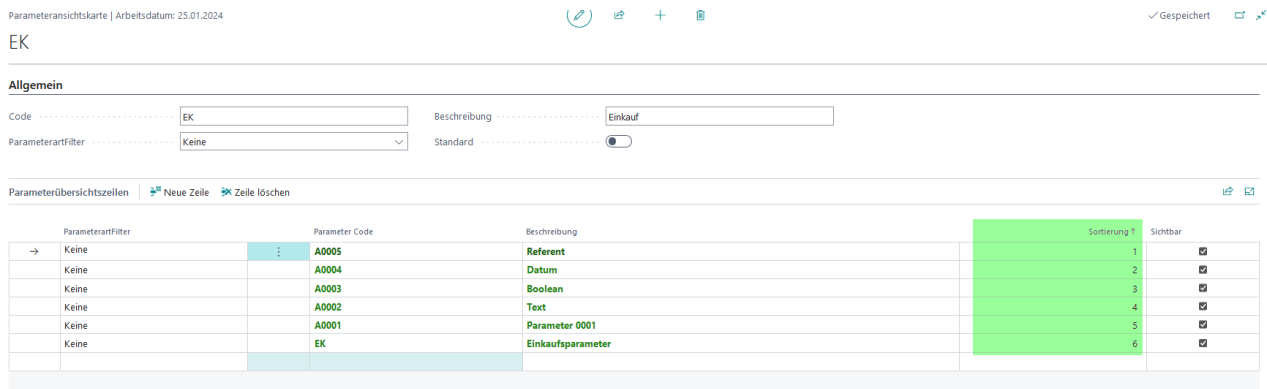 Parameteransichtskarte | Arbeitsdatum: 25.01.2024
Gespeichert
EK
Allgemein
Code EK Beschreibung Einkauf
ParameterartFilter Keine Standard
Parameterübersichtszeilen Neue Zeile Zeile löschen
ParameterartFilter Parameter Code Beschreibung Sortierung ↑ Sichtbar
→ Keine A0005 Referent 1
Keine A0004 Datum 2
Keine A0003 Boolean 3
Keine A0002 Text 4
Keine A0001 Parameter 0001 5
Keine EK Einkaufsparameter 6